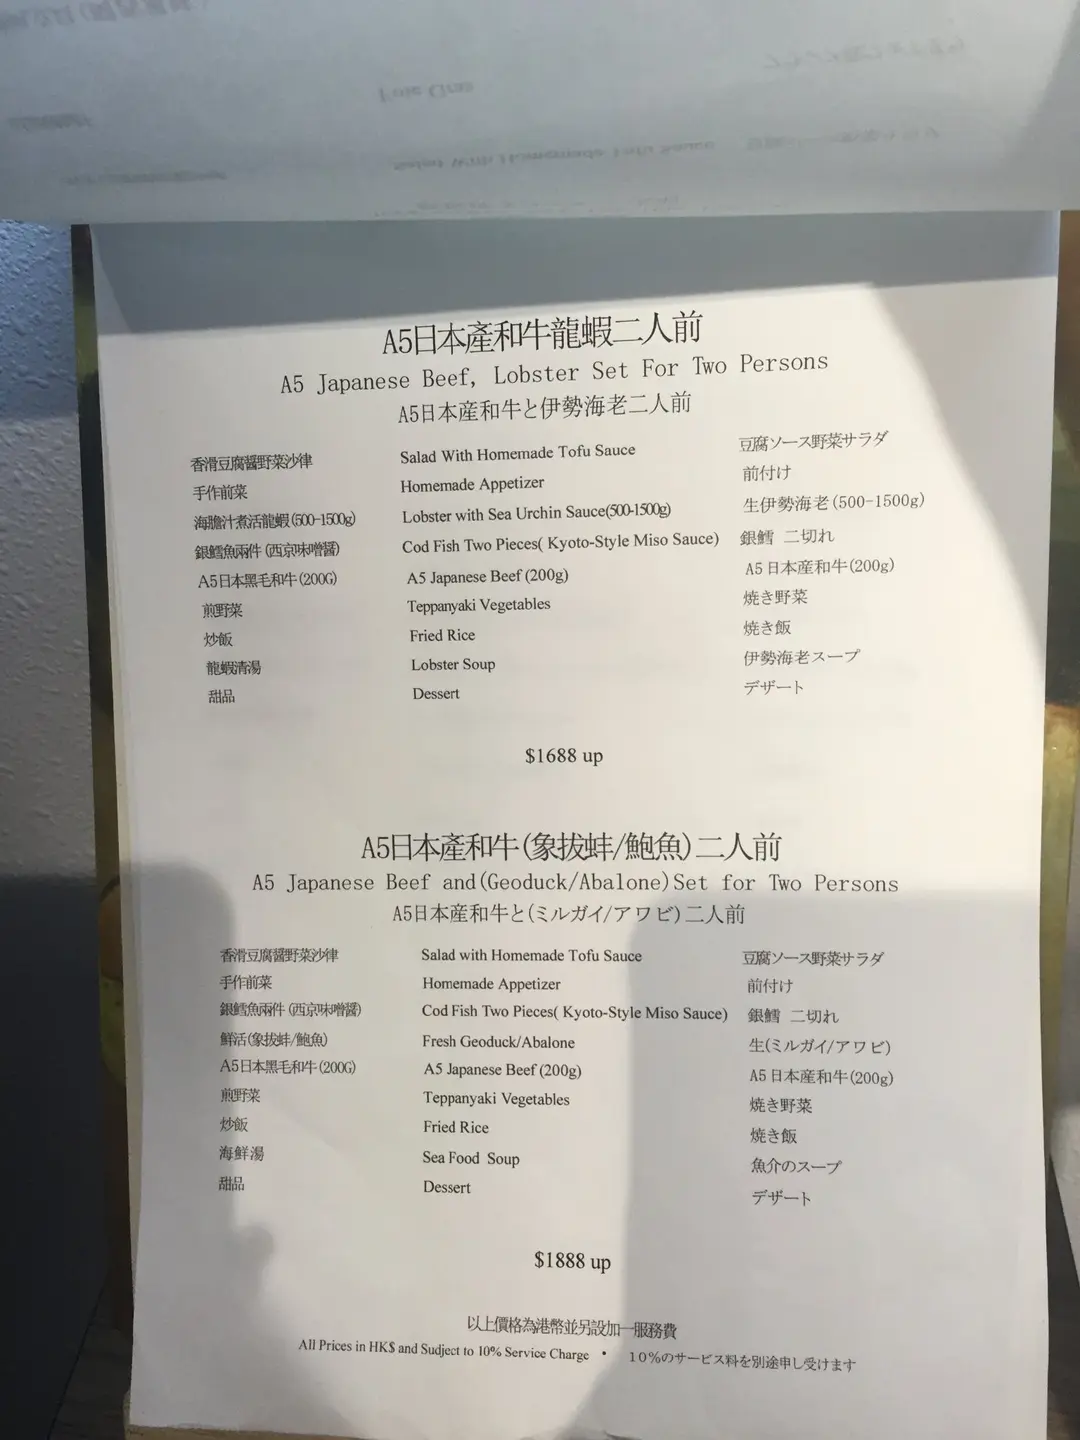 Foie Gras
Salad With Homemade Tofu Sauce
A5日本產和牛龍蝦二人前
A5 Japanese Beef, Lobster Set For Two Persons
A5日本産和牛と伊勢海老二人前
香滑豆腐醬野菜沙律 Salad With Homemade Tofu Sauce 豆腐ソース野菜サラダ
手作前菜 Homemade Appetizer 前付け
海膽汁煮活龍蝦(500-1500g) Lobster with Sea Urchin Sauce(500-1500g) 生伊勢海老(500-1500g)
銀鱈魚兩件(西京味噌醬) Cod Fish Two Pieces( Kyoto-Style Miso Sauce) 銀鱈 二切れ
A5日本黑毛和牛(200G) A5 Japanese Beef (200g) A5日本産和牛(200g)
煎野菜 Teppanyaki Vegetables 焼き野菜
炒飯 Fried Rice 焼き飯
龍蝦清湯 Lobster Soup 伊勢海老スープ
甜品 Dessert デザート
$1688 up
A5日本產和牛(象拔蚌/鮑魚)二人前
A5 Japanese Beef and(Geoduck/Abalone)Set for Two Persons
A5日本産和牛と(ミルガイ/アワビ)二人前
香滑豆腐醬野菜沙律 Salad with Homemade Tofu Sauce 豆腐ソース野菜サラダ
手作前菜 Homemade Appetizer 前付け
銀鱈魚兩件(西京味噌醬) Cod Fish Two Pieces( Kyoto-Style Miso Sauce) 銀鱈 二切れ
鮮活(象拔蚌/鮑魚) Fresh Geoduck/Abalone 生(ミルガイ/アワビ)
A5日本黑毛和牛(200G) A5 Japanese Beef (200g) A5日本産和牛(200g)
煎野菜 Teppanyaki Vegetables 焼き野菜
炒飯 Fried Rice 焼き飯
海鮮湯 Sea Food Soup 魚介のスープ
甜品 Dessert デザート
$1888 up
以上價格為港幣並另設加一服務費
All Prices in HK$ and Sudject to 10% Service Charge • 10%のサービス料を別途申し受けます